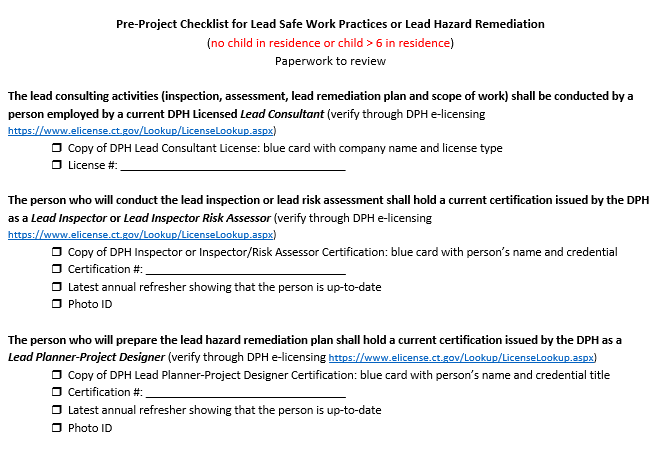 Pre-Project Checklist for Lead Safe Work Practices or Lead Hazard Remediation
(no child in residence or child > 6 in residence)
Paperwork to review
The lead consulting activities (inspection, assessment, lead remediation plan and scope of work) shall be conducted by a
person employed by a current DPH Licensed Lead Consultant (verify through DPH e-licensing
https://www.elicense.ct.gov/Lookup/LicenseLookup.aspx)
❒ Copy of DPH Lead Consultant License: blue card with company name and license type
❒ License #: ___________________________________
The person who will conduct the lead inspection or lead risk assessment shall hold a current certification issued by the DPH
as a Lead Inspector or Lead Inspector Risk Assessor (verify through DPH e-licensing
https://www.elicense.ct.gov/Lookup/LicenseLookup.aspx)
❒ Copy of DPH Inspector or Inspector/Risk Assessor Certification: blue card with person's name and credential
❒ Certification #: _______________________________
❒ Latest annual refresher showing that the person is up-to-date
❒ Photo ID
The person who will prepare the lead hazard remediation plan shall hold a current certification issued by the DPH as a
Lead Planner-Project Designer (verify through DPH e-licensing https://www.elicense.ct.gov/Lookup/LicenseLookup.aspx)
❒ Copy of DPH Lead Planner-Project Designer Certification: blue card with person's name and credential title
❒ Certification #: _______________________________
❒ Latest annual refresher showing that the person is up-to-date
❒ Photo ID